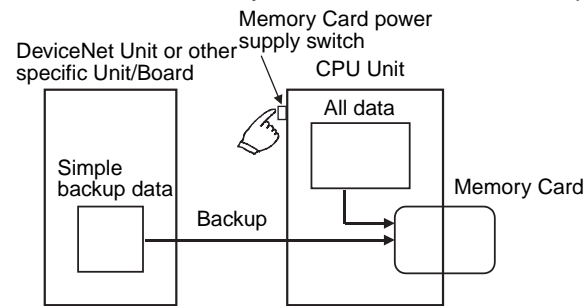 Memory Card power
supply switch
DeviceNet Unit or other
specific Unit/Board
CPU Unit
All data
Simple
backup data
Memory Card
Backup